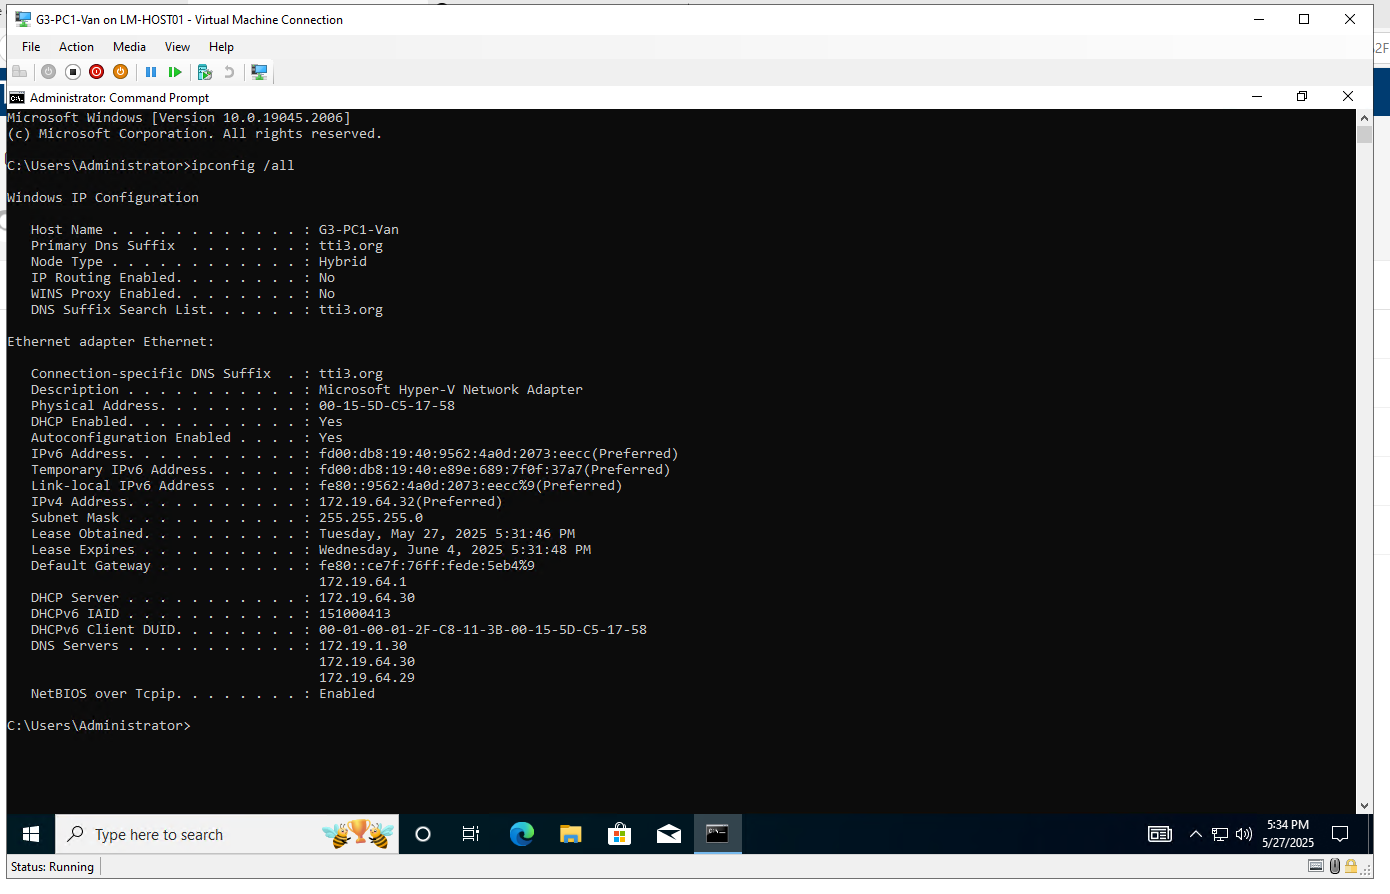 G3-PC1-Van on LM-HOST01 - Virtual Machine Connection
File Action Media View Help
Administrator: Command Prompt
Microsoft Windows [Version 10.0.19045.2006]
(c) Microsoft Corporation. All rights reserved.
C:\Users\Administrator>ipconfig /all
Windows IP Configuration
Host Name . . . . . . . . . . . . : G3-PC1-Van
Primary Dns Suffix  . . . . . . . : tti3.org
Node Type . . . . . . . . . . . . : Hybrid
IP Routing Enabled. . . . . . . . : No
WINS Proxy Enabled. . . . . . . . : No
DNS Suffix Search List. . . . . . : tti3.org
Ethernet adapter Ethernet:
Connection-specific DNS Suffix  . : tti3.org
Description . . . . . . . . . . . : Microsoft Hyper-V Network Adapter
Physical Address. . . . . . . . . : 00-15-5D-C5-17-58
DHCP Enabled. . . . . . . . . . . : Yes
Autoconfiguration Enabled . . . . : Yes
IPv6 Address. . . . . . . . . . . : fd00:db8:19:40:9562:4a0d:2073:eecc(Preferred)
Temporary IPv6 Address. . . . . . : fd00:db8:19:40:e89e:689:7f0f:37a7(Preferred)
Link-local IPv6 Address . . . . . : fe80::9562:4a0d:2073:eecc%9(Preferred)
IPv4 Address. . . . . . . . . . . : 172.19.64.32(Preferred)
Subnet Mask . . . . . . . . . . . : 255.255.255.0
Lease Obtained. . . . . . . . . . : Tuesday, May 27, 2025 5:31:46 PM
Lease Expires . . . . . . . . . . : Wednesday, June 4, 2025 5:31:48 PM
Default Gateway . . . . . . . . . : fe80::ce7f:76ff:fede:5eb4%9
172.19.64.1
DHCP Server . . . . . . . . . . . : 172.19.64.30
DHCPv6 IAID . . . . . . . . . . . : 151000413
DHCPv6 Client DUID. . . . . . . . : 00-01-00-01-2F-C8-11-3B-00-15-5D-C5-17-58
DNS Servers . . . . . . . . . . . : 172.19.1.30
172.19.64.30
172.19.64.29
NetBIOS over Tcpip. . . . . . . . : Enabled
C:\Users\Administrator>
Type here to search
5:34 PM
5/27/2025
Status: Running